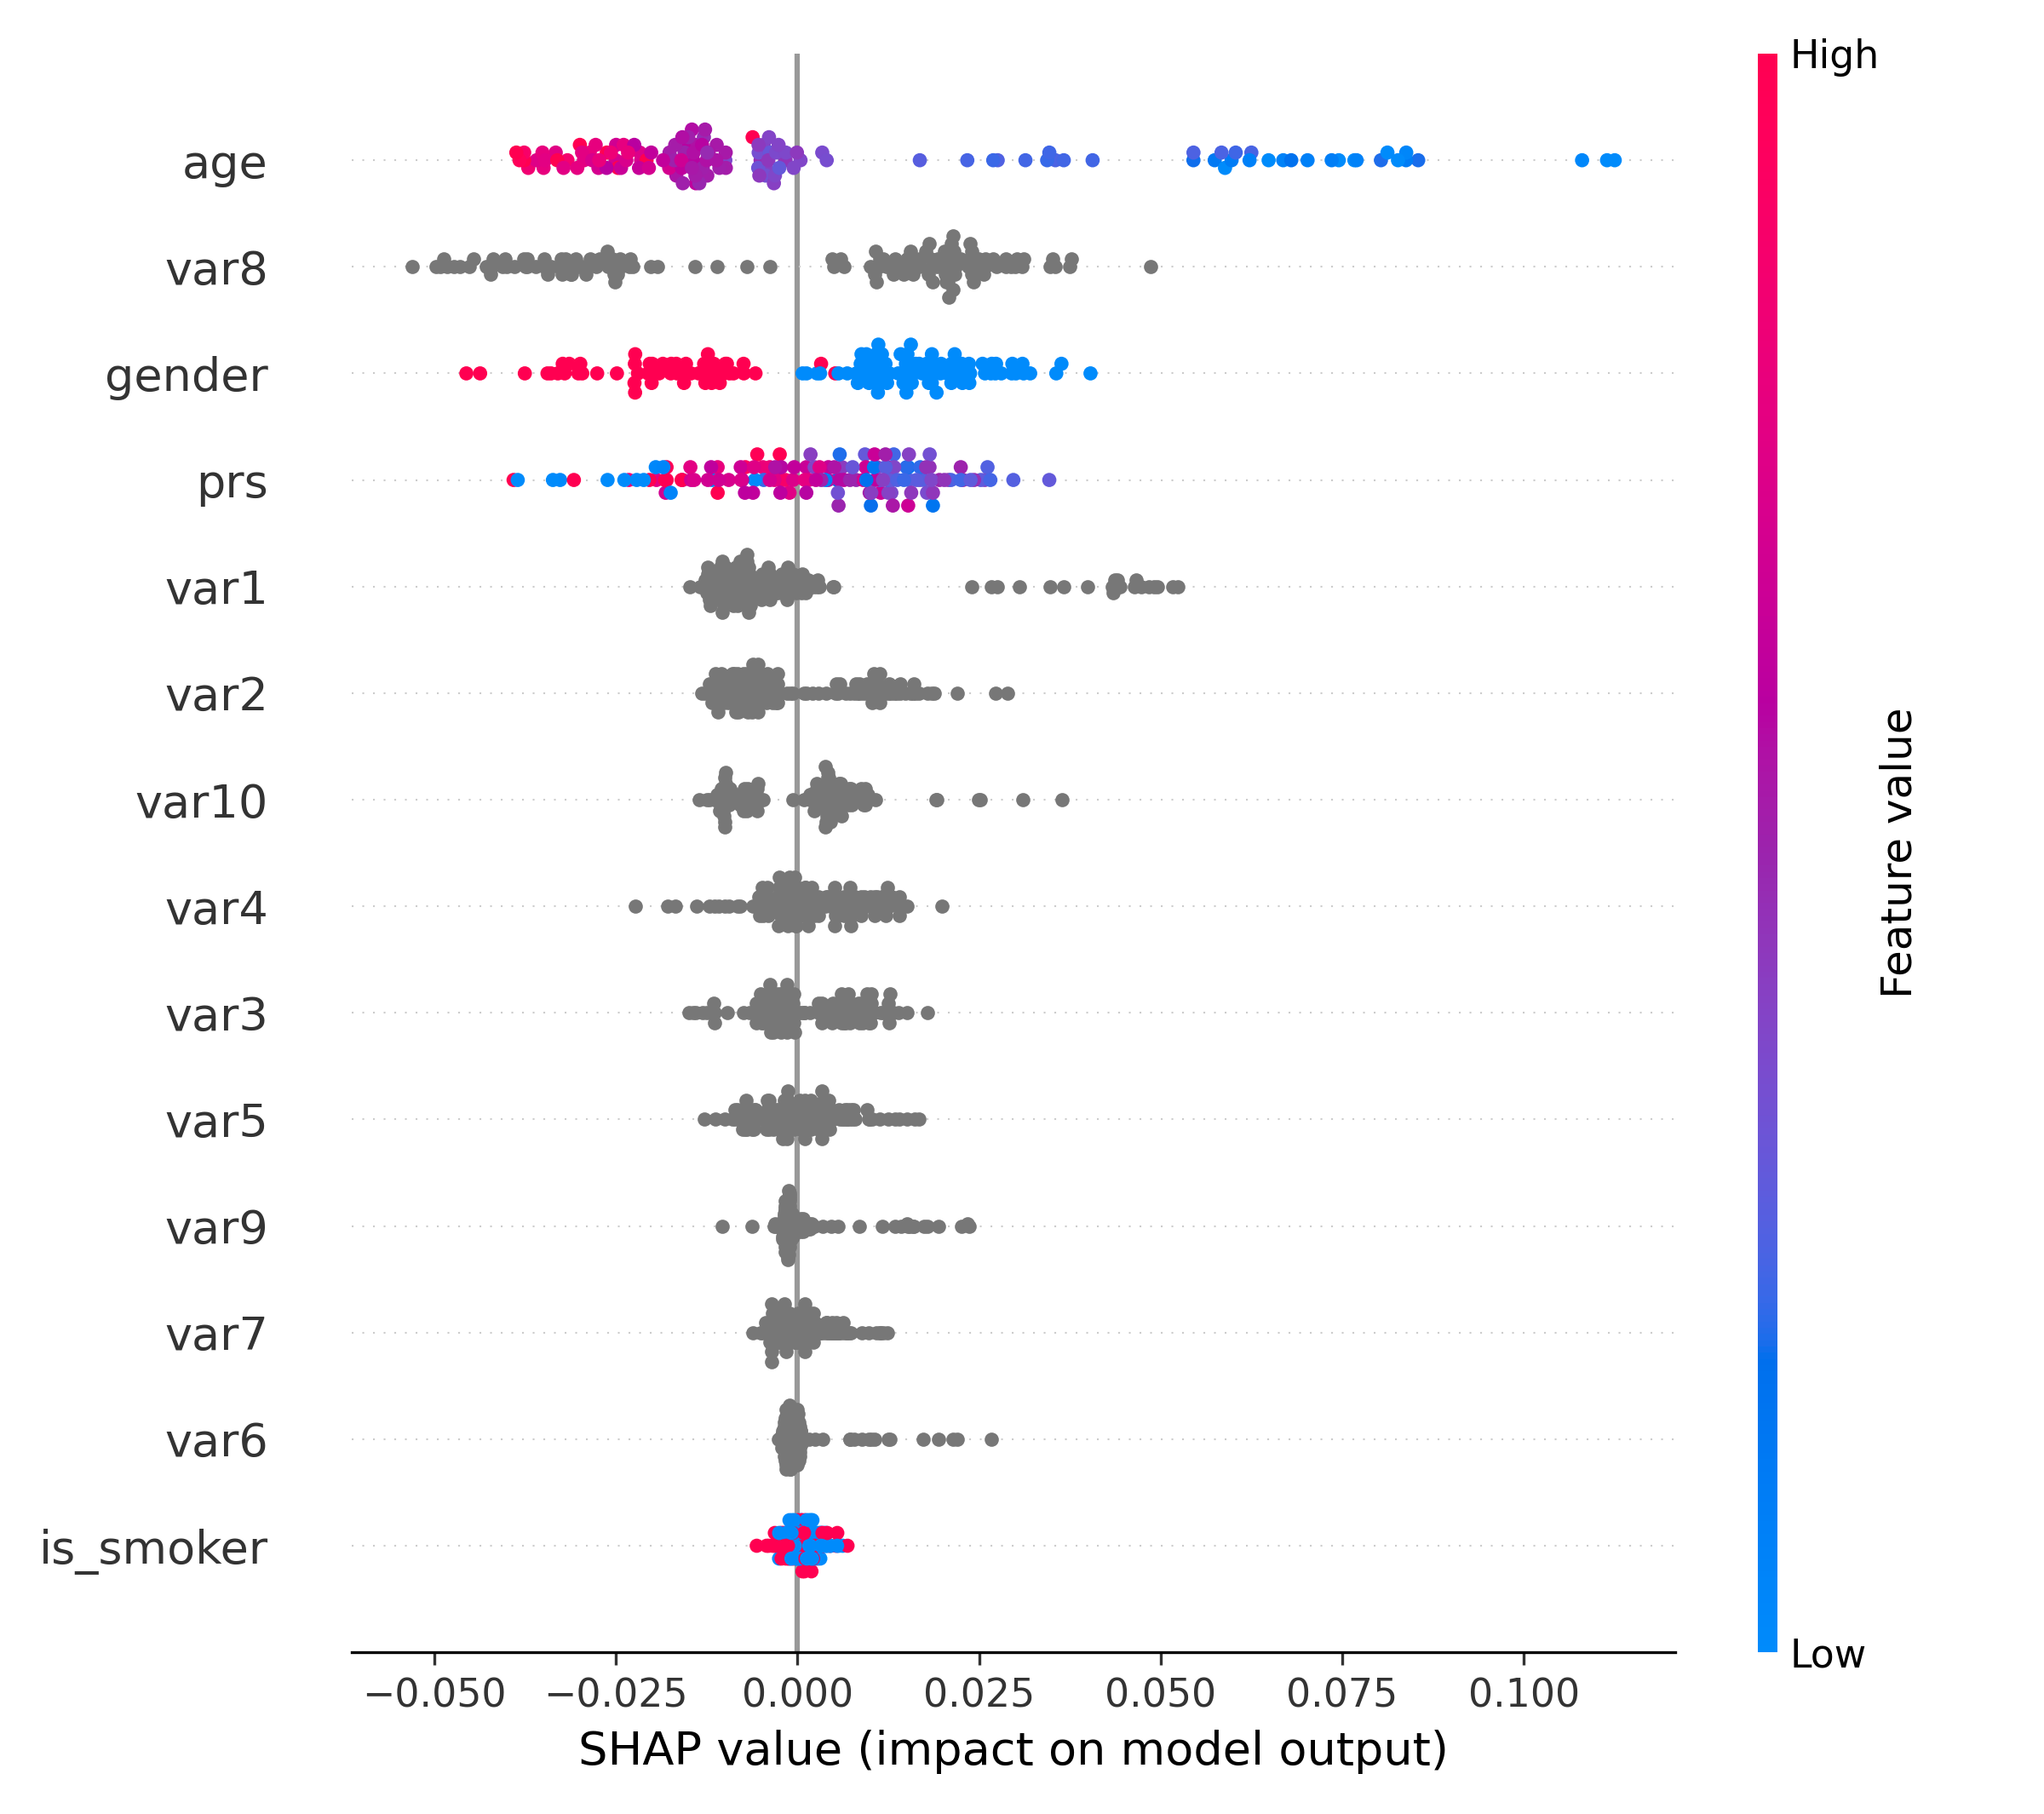 High
age
var8
gender
prs
var1
var2
var10
var4
var3
var5
var9
var7
var6
is_smoker
Feature value
Low
−0.050 −0.025 0.000 0.025 0.050 0.075 0.100
SHAP value (impact on model output)